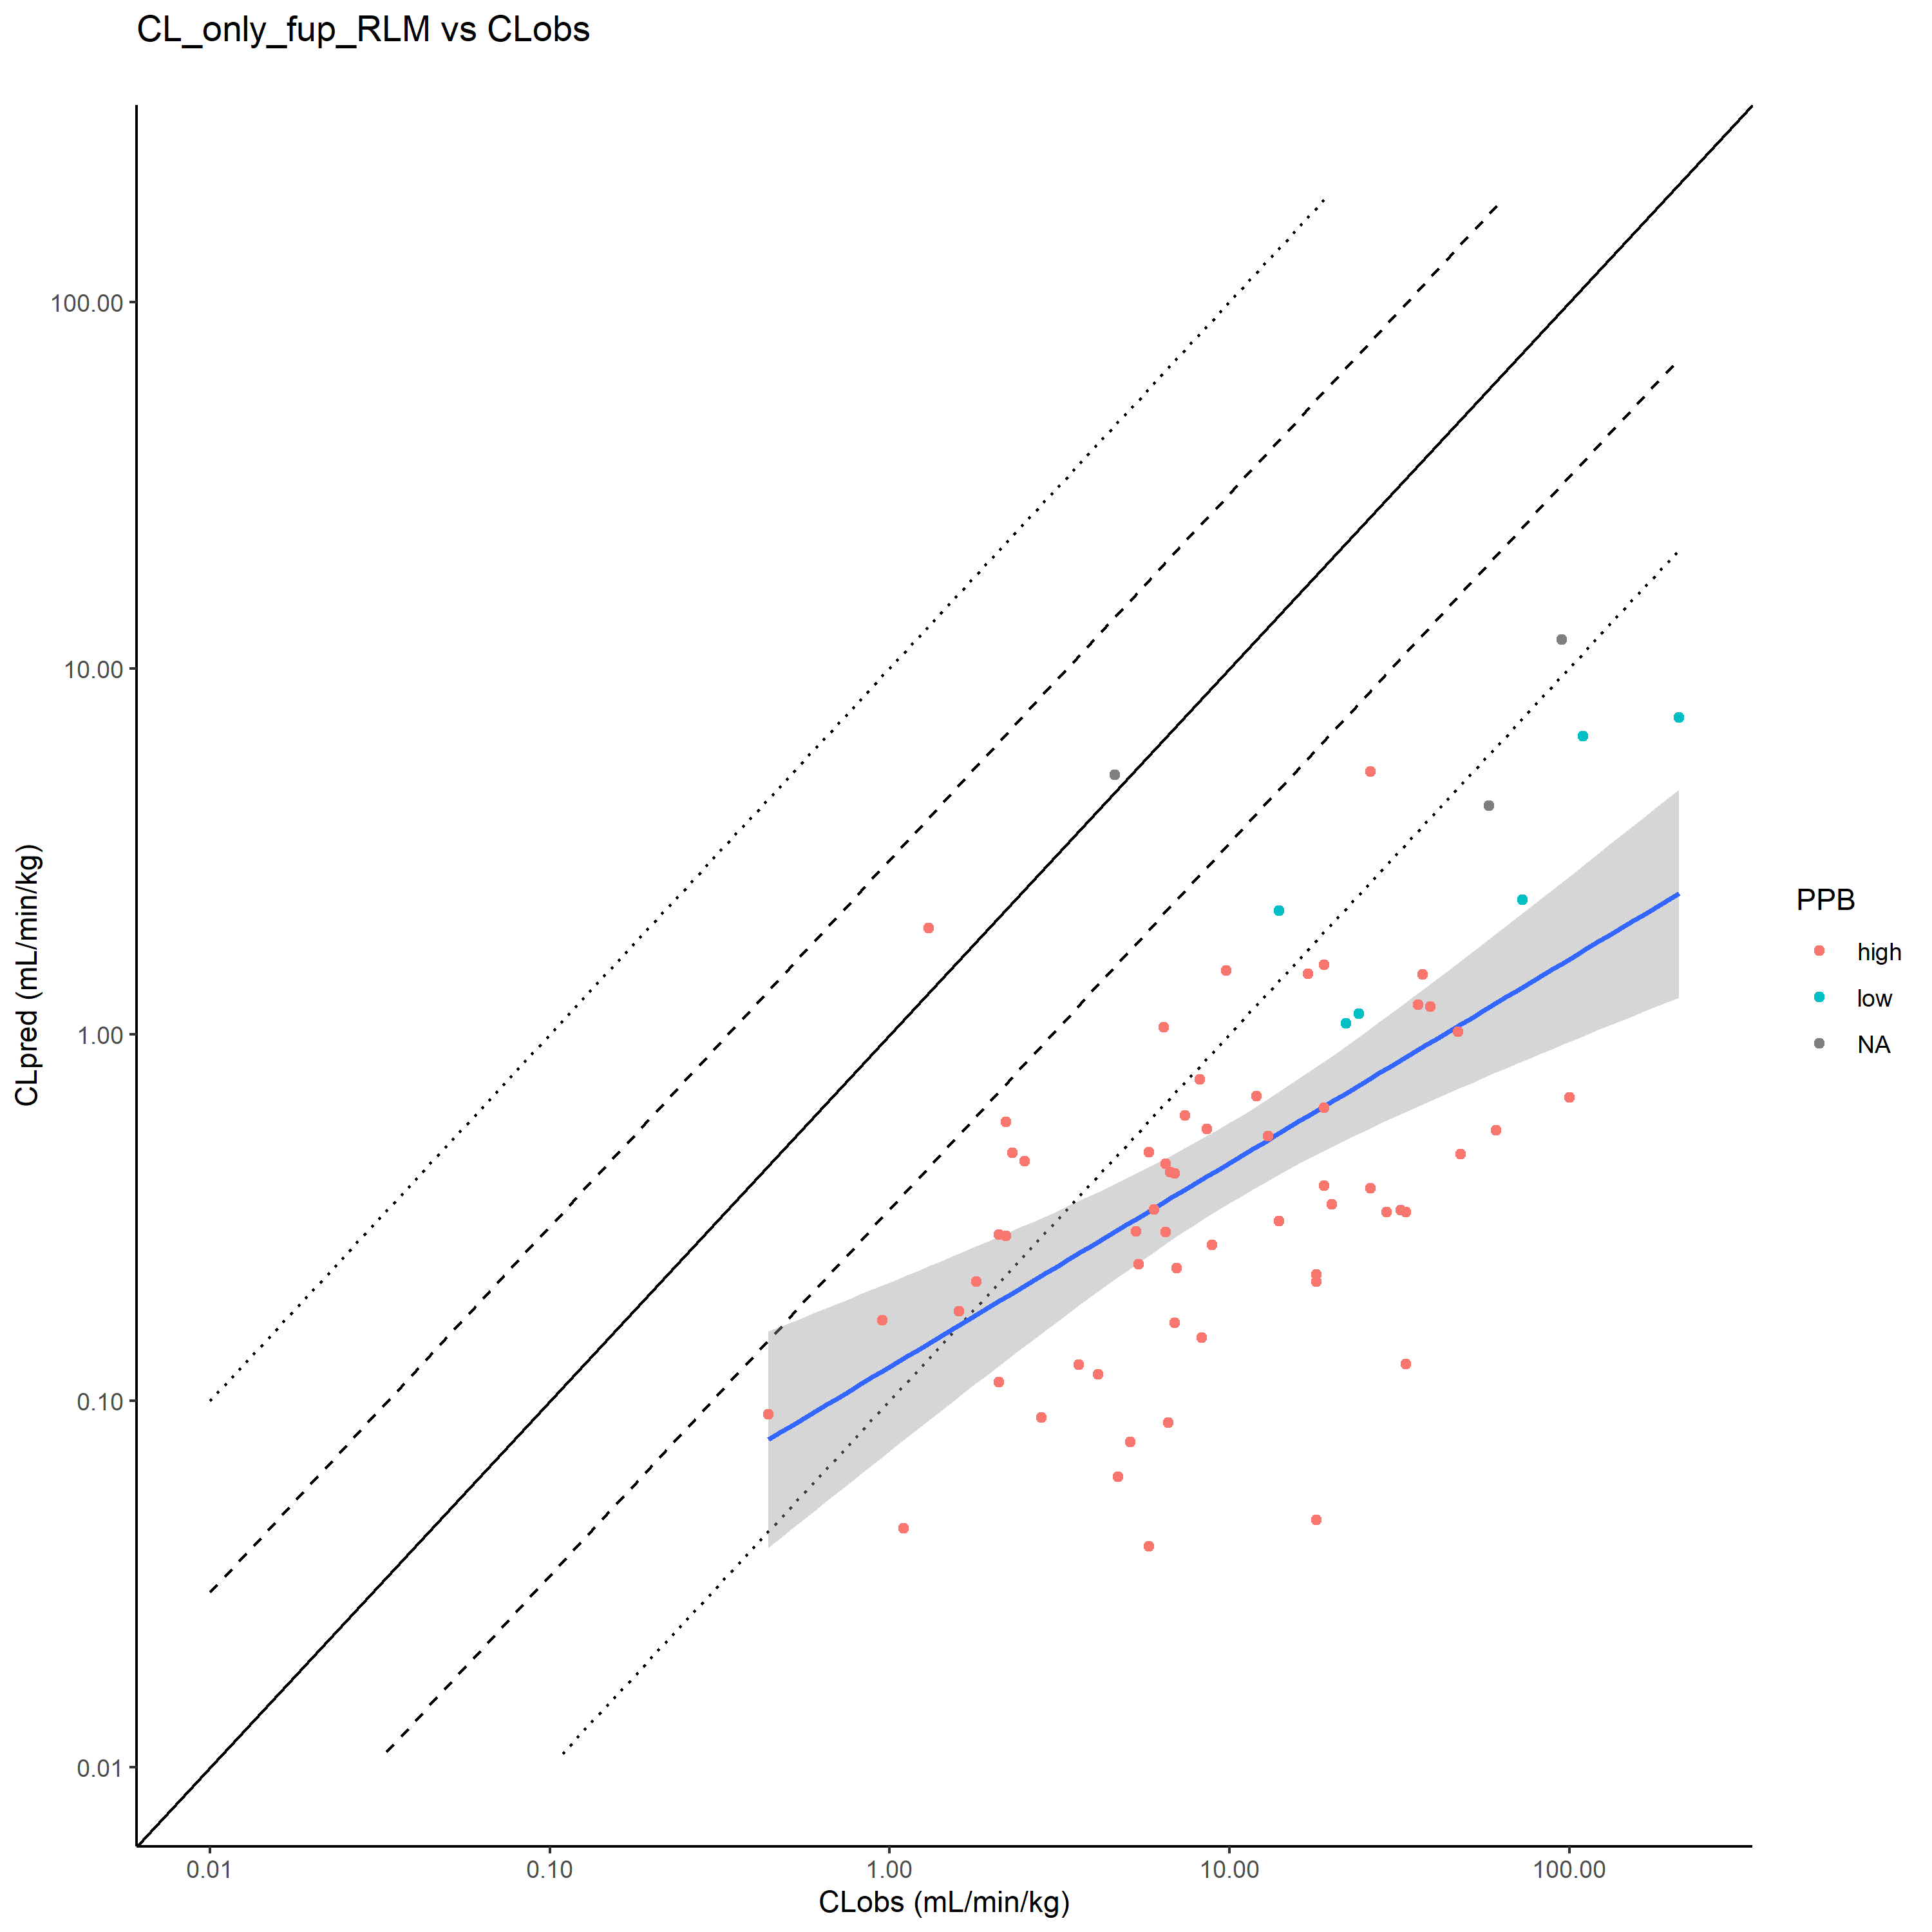 CL_only_fup_RLM vs CLobs
100.00
10.00
1.00
0.10
0.01
CLpred (mL/min/kg)
0.01
0.10
1.00
10.00
100.00
CLobs (mL/min/kg)
PPB
high
low
NA